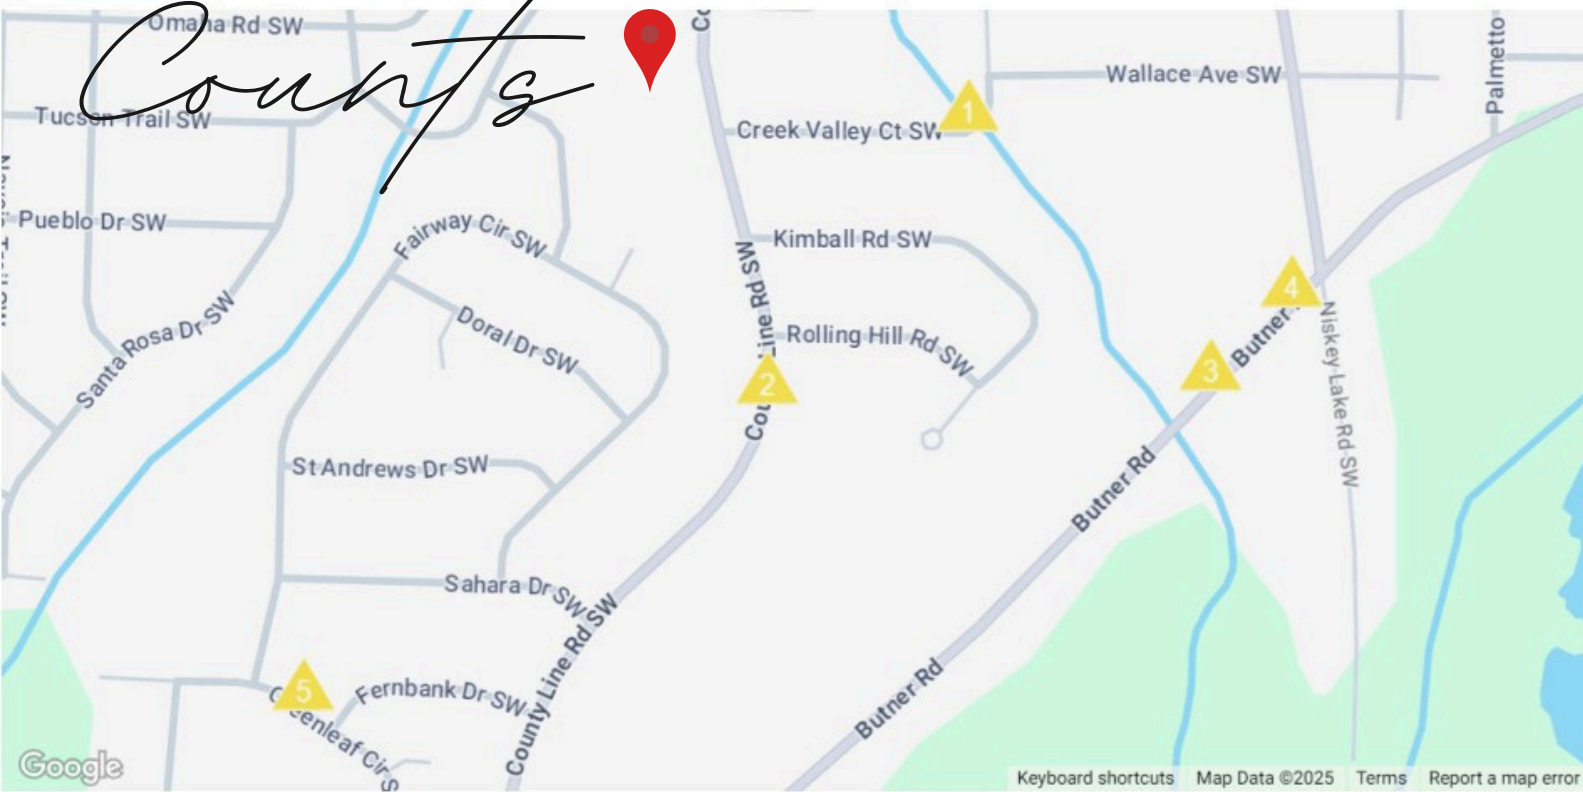 Counts
Omaha Rd SW
Tucson Trail SW
Pueblo Dr SW
Santa Rosa Dr SW
Fairway Cir SW
Doral Dr SW
St Andrews Dr SW
Sahara Dr SW
Fernbank Dr SW
Greenleaf Cir S
County Line Rd SW
Co
Line Rd SW
Cou
Creek Valley Ct SW
Kimball Rd SW
Rolling Hill Rd SW
Wallace Ave SW
Palmetto
Butner
Niskey Lake Rd SW
Butner Rd
Butner Rd
1
2
3
4
5
Google
Keyboard shortcuts
Map Data ©2025
Terms
Report a map error